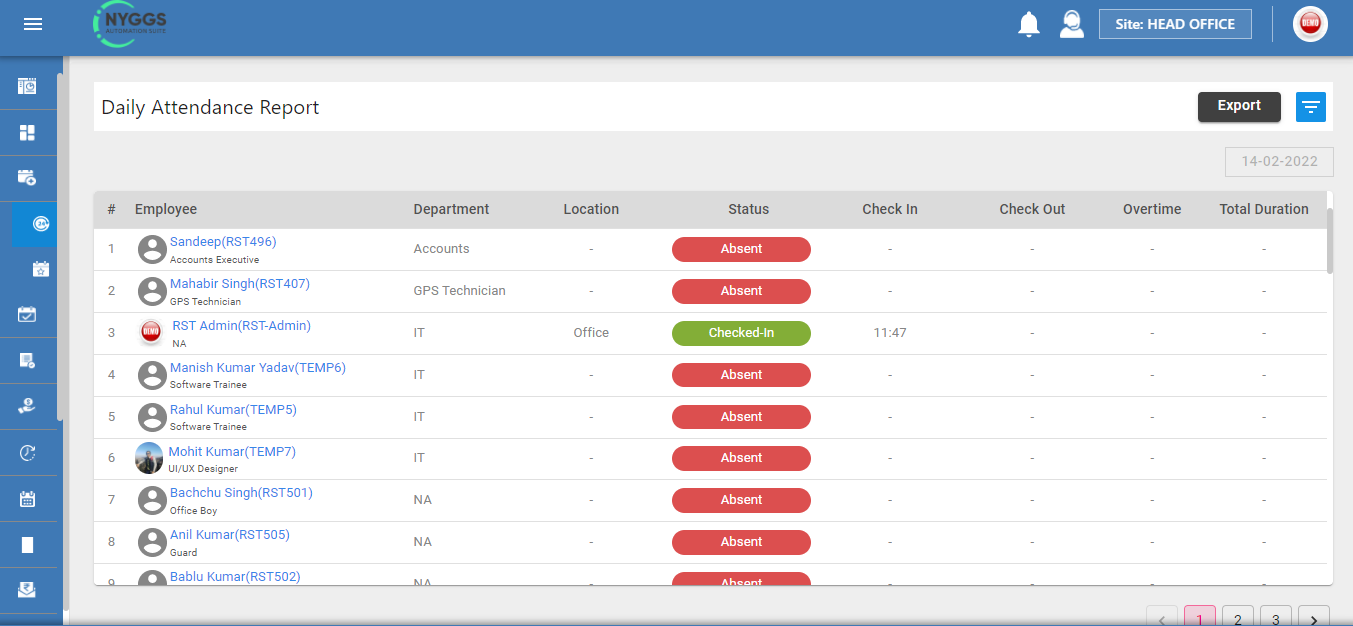 NYGGS
AUTOMATION SUITE
Site: HEAD OFFICE
DEMO
Daily Attendance Report
Export
14-02-2022
# Employee Department Location Status Check In Check Out Overtime Total Duration
1 Sandeep(RST496) Accounts - Absent - - - -
Accounts Executive
2 Mahabir Singh(RST407) GPS Technician - Absent - - - -
GPS Technician
3 DEMO RST Admin(RST-Admin) IT Office Checked-In 11:47 - - -
NA
4 Manish Kumar Yadav(TEMP6) IT - Absent - - - -
Software Trainee
5 Rahul Kumar(TEMP5) IT - Absent - - - -
Software Trainee
6 Mohit Kumar(TEMP7) IT - Absent - - - -
UI/UX Designer
7 Bachchu Singh(RST501) NA - Absent - - - -
Office Boy
8 Anil Kumar(RST505) NA - Absent - - - -
Guard
9 Bablu Kumar(RST502) NA - Absent - - - -
< 1 2 3 >